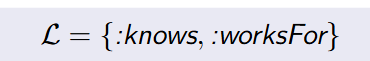 ℒ = {:knows, :worksFor}